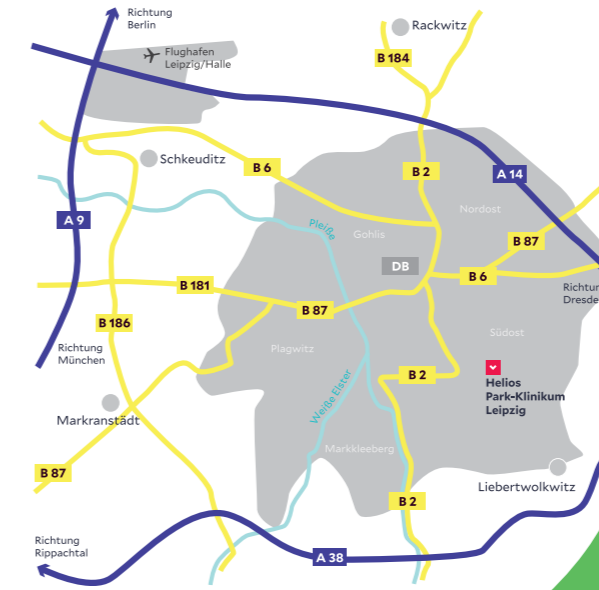 Richtung
Berlin
Rackwitz
Flughafen
Leipzig/Halle
B 184
Schkeuditz
B 6
B 2
A 14
Nordost
A 9
Pleiße
Gohlis
B 87
DB
B 6
B 181
Richtun
Dresde
B 87
B 186
Südost
Richtung
München
Plagwitz
B 2
Helios
Park-Klinikum
Leipzig
Weiße Elster
Markranstädt
Markkleeberg
B 87
Liebertwolkwitz
B 2
Richtung
Rippachtal
A 38